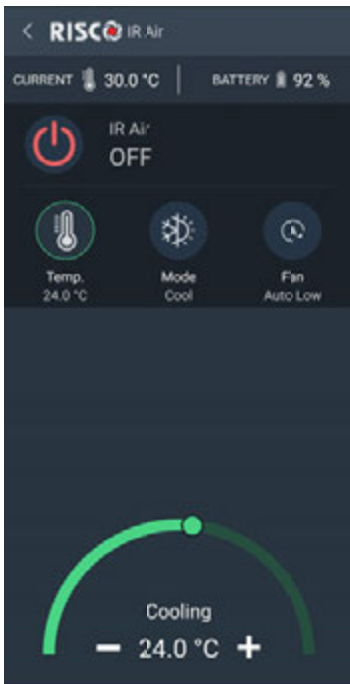 < RISCO IR Air
CURRENT 30.0 °C | BATTERY 92 %
IR Air
OFF
Temp. Mode Fan
24.0 °C Cool Auto Low
Cooling
− 24.0 °C +